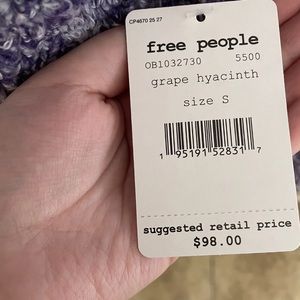 CP4670 25 27
free people
OB1032730 5500
grape hyacinth
size S
1 95191 52831 7
suggested retail price
$98.00